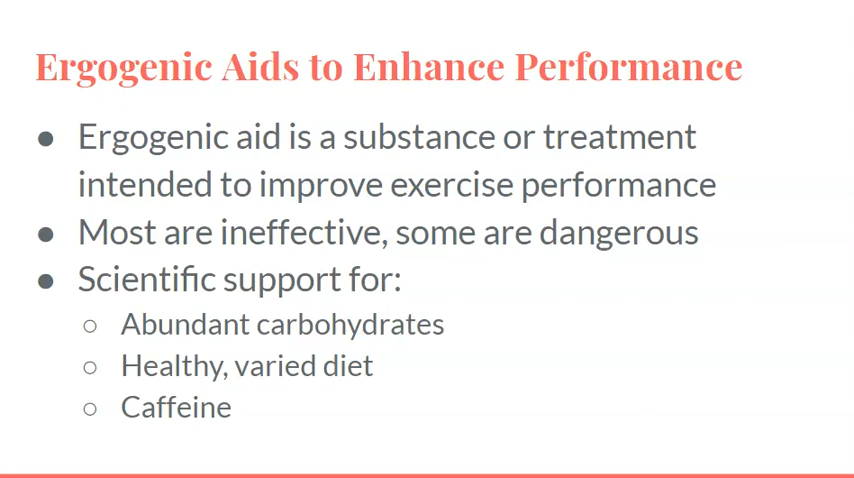 Ergogenic Aids to Enhance Performance
● Ergogenic aid is a substance or treatment
intended to improve exercise performance
● Most are ineffective, some are dangerous
● Scientific support for:
○ Abundant carbohydrates
○ Healthy, varied diet
○ Caffeine